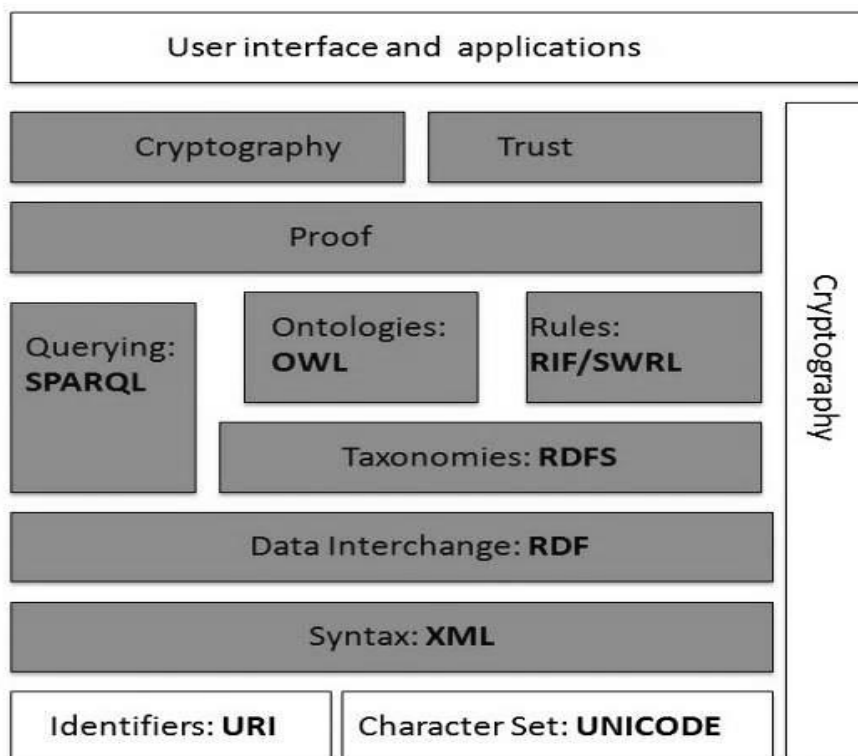 User interface and applications
Cryptography
Trust
Proof
Querying:
SPARQL
Ontologies:
OWL
Rules:
RIF/SWRL
Taxonomies: RDFS
Data Interchange: RDF
Syntax: XML
Identifiers: URI
Character Set: UNICODE
Cryptography